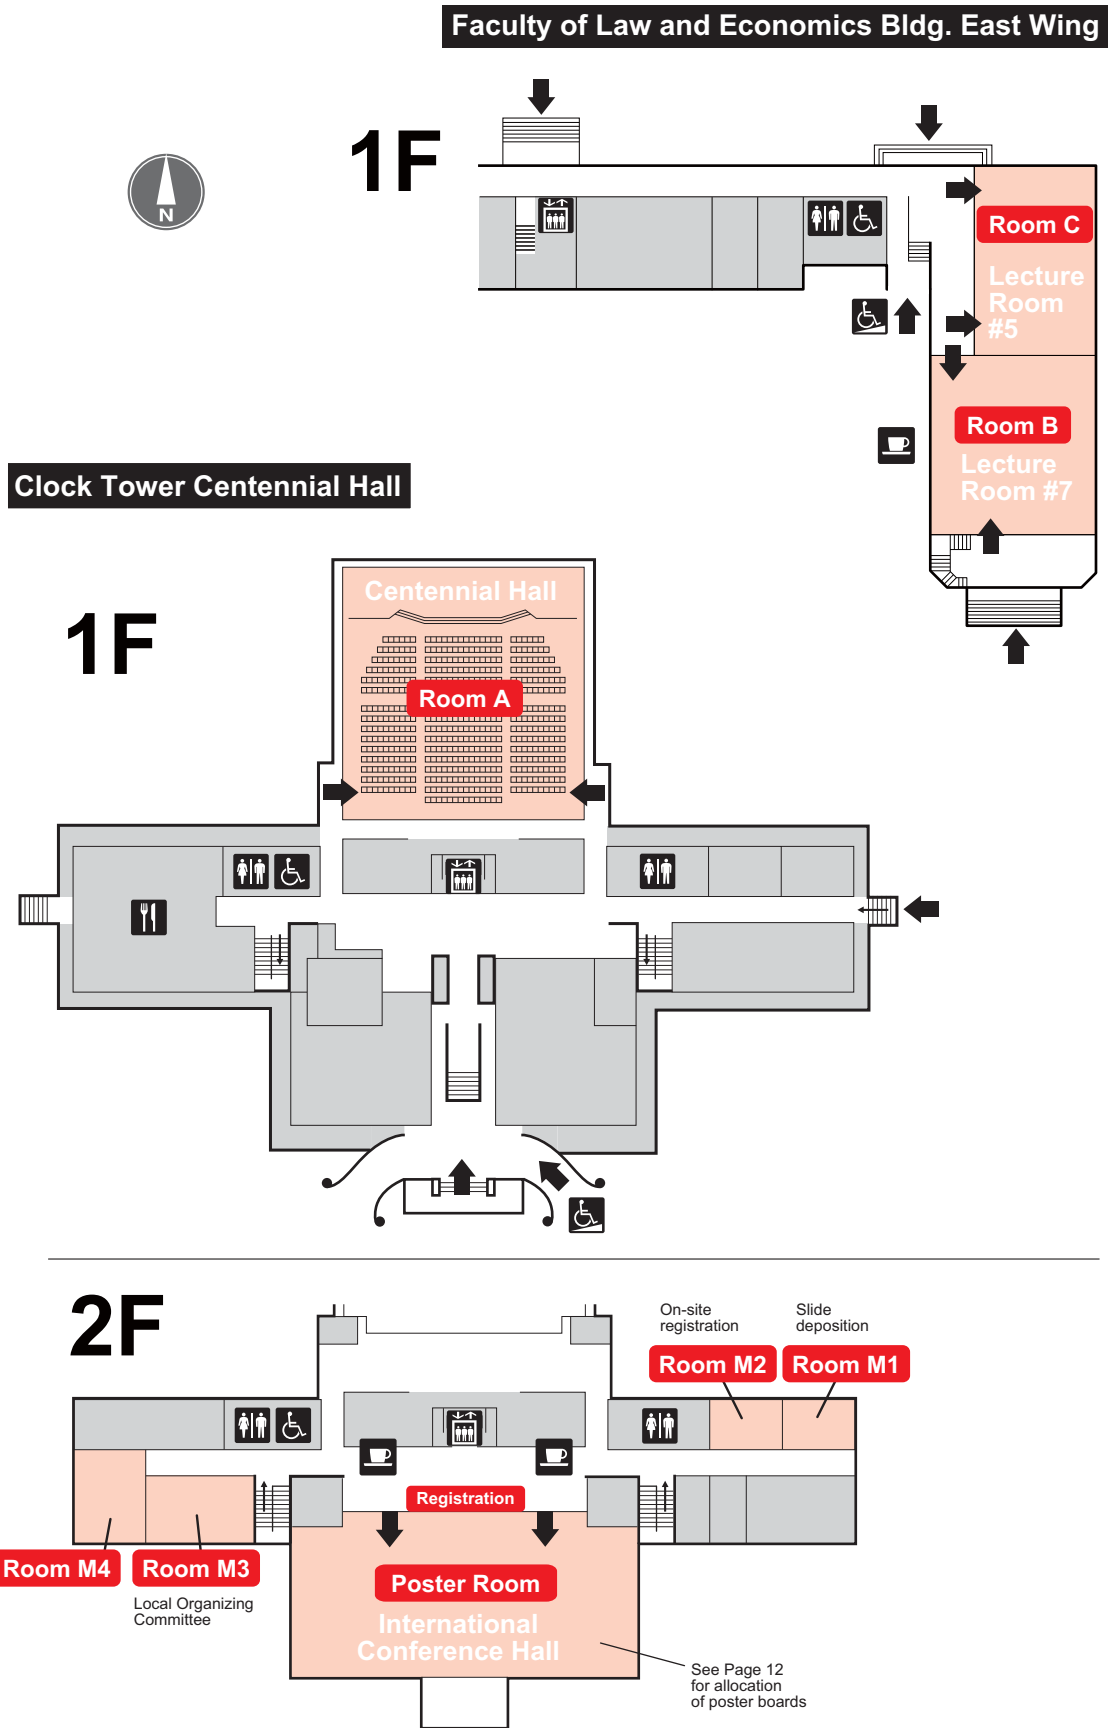 Faculty of Law and Economics Bldg. East Wing
1F
N
Room C
Lecture
Room
#5
Room B
Lecture
Room #7
Clock Tower Centennial Hall
1F
Centennial Hall
Room A
2F
On-site
registration
Slide
deposition
Room M2
Room M1
Registration
Room M4
Room M3
Local Organizing
Committee
Poster Room
International
Conference Hall
See Page 12
for allocation
of poster boards